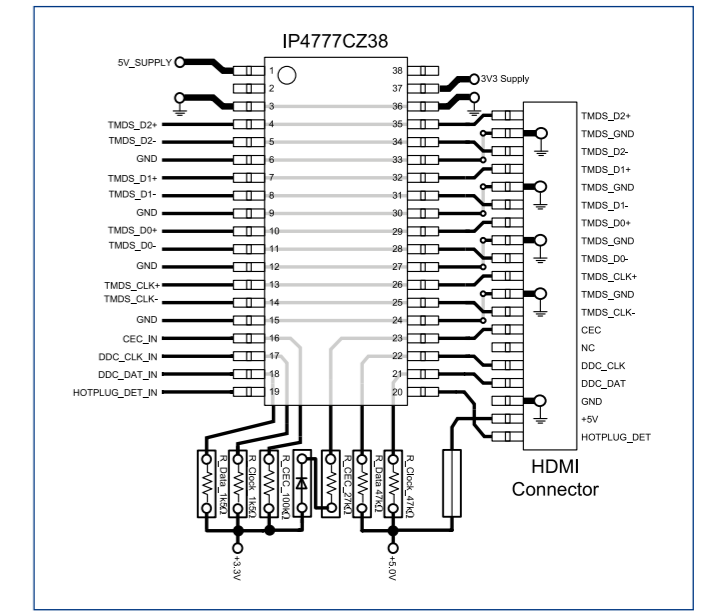 IP4777CZ38
5V_SUPPLY
1
38
3V3 Supply
2
37
3
36
TMDS_D2+
4
35
TMDS_D2+
TMDS_D2-
5
34
TMDS_GND
GND
6
33
TMDS_D2-
TMDS_D1+
7
32
TMDS_D1+
TMDS_D1-
8
31
TMDS_GND
GND
9
30
TMDS_D1-
TMDS_D0+
10
29
TMDS_D0+
TMDS_D0-
11
28
TMDS_GND
GND
12
27
TMDS_D0-
TMDS_CLK+
13
26
TMDS_CLK+
TMDS_CLK-
14
25
TMDS_GND
GND
15
24
TMDS_CLK-
CEC_IN
16
23
CEC
DDC_CLK_IN
17
22
NC
DDC_CLK
DDC_DAT_IN
18
21
DDC_DAT
HOTPLUG_DET_IN
19
20
GND
+5V
HOTPLUG_DET
R_Data_1k5Ω
R_Clock_1k5Ω
R_CEC_100kΩ
R_CEC_27kΩ
R_Data 47kΩ
R_Clock_47kΩ
HDMI
Connector
+3.3V
+5.0V